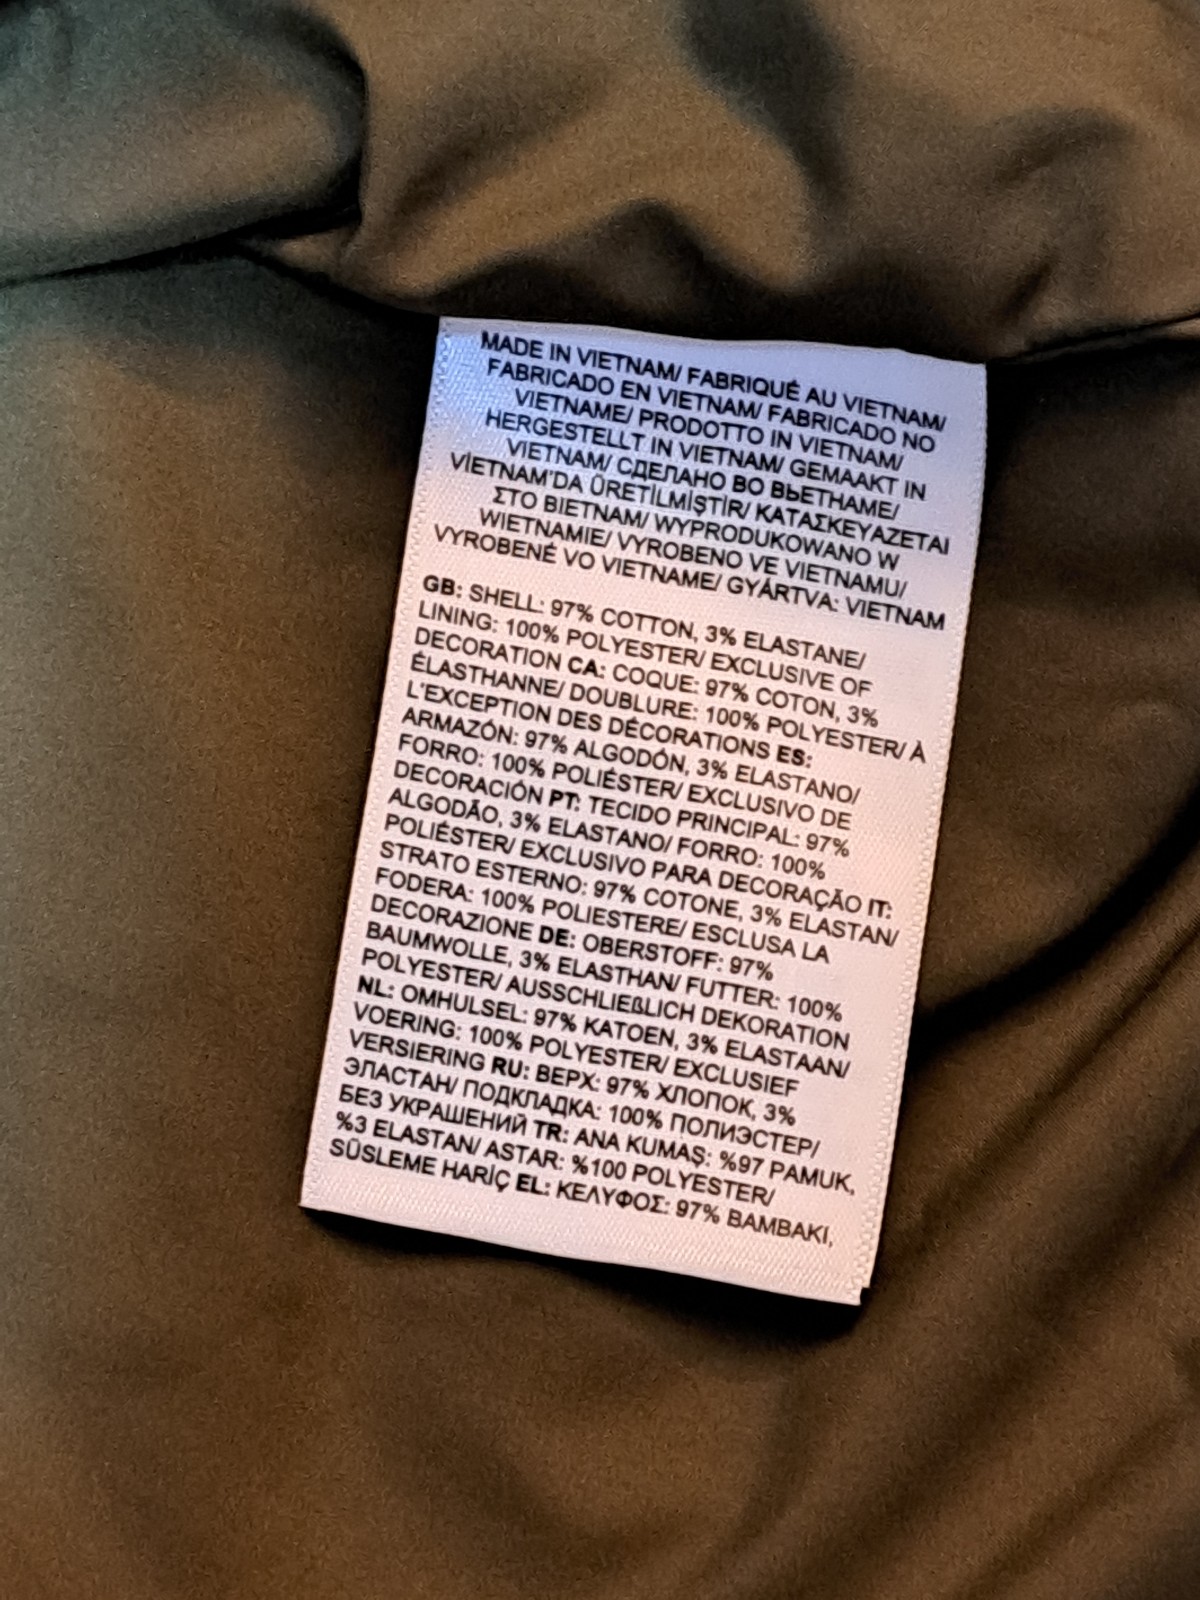 MADE IN VIETNAM/ FABRIQUÉ AU VIETNAM/
FABRICADO EN VIETNAM/ FABRICADO NO
VIETNAME/ PRODOTTO IN VIETNAM/
HERGESTELLT IN VIETNAM/ GEMAAKT IN
VIETNAM/ СДЕЛАНО ВО ВЬЕТНАМЕ/
VİETNAM'DA ÜRETİLMİŞTİR/ ΚΑΤΑΣΚΕΥΑΖΕΤΑΙ
ΣΤΟ ΒΙΕΤΝΑΜ/ WYPRODUKOWANO W
WIETNAMIE/ VYROBENO VE VIETNAMU/
VYROBENÉ VO VIETNAME/ GYÁRTVA: VIETNAM
GB: SHELL: 97% COTTON, 3% ELASTANE/
LINING: 100% POLYESTER/ EXCLUSIVE OF
DECORATION CA: COQUE: 97% COTON, 3%
ÉLASTHANNE/ DOUBLURE: 100% POLYESTER/ À
L'EXCEPTION DES DÉCORATIONS ES:
ARMAZÓN: 97% ALGODÓN, 3% ELASTANO/
FORRO: 100% POLIÉSTER/ EXCLUSIVO DE
DECORACIÓN PT: TECIDO PRINCIPAL: 97%
ALGODÃO, 3% ELASTANO/ FORRO: 100%
POLIÉSTER/ EXCLUSIVO PARA DECORAÇÃO IT:
STRATO ESTERNO: 97% COTONE, 3% ELASTAN/
FODERA: 100% POLIESTERE/ ESCLUSA LA
DECORAZIONE DE: OBERSTOFF: 97%
BAUMWOLLE, 3% ELASTHAN/ FUTTER: 100%
POLYESTER/ AUSSCHLIEßLICH DEKORATION
NL: OMHULSEL: 97% KATOEN, 3% ELASTAAN/
VOERING: 100% POLYESTER/ EXCLUSIEF
VERSIERING RU: ВЕРХ: 97% ХЛОПОК, 3%
ЭЛАСТАН/ ПОДКЛАДКА: 100% ПОЛИЭСТЕР/
БЕЗ УКРАШЕНИЙ TR: ANA KUMAŞ: %97 PAMUK,
%3 ELASTAN/ ASTAR: %100 POLYESTER/
SÜSLEME HARİÇ EL: ΚΕΛΥΦΟΣ: 97% ΒΑΜΒΑΚΙ,